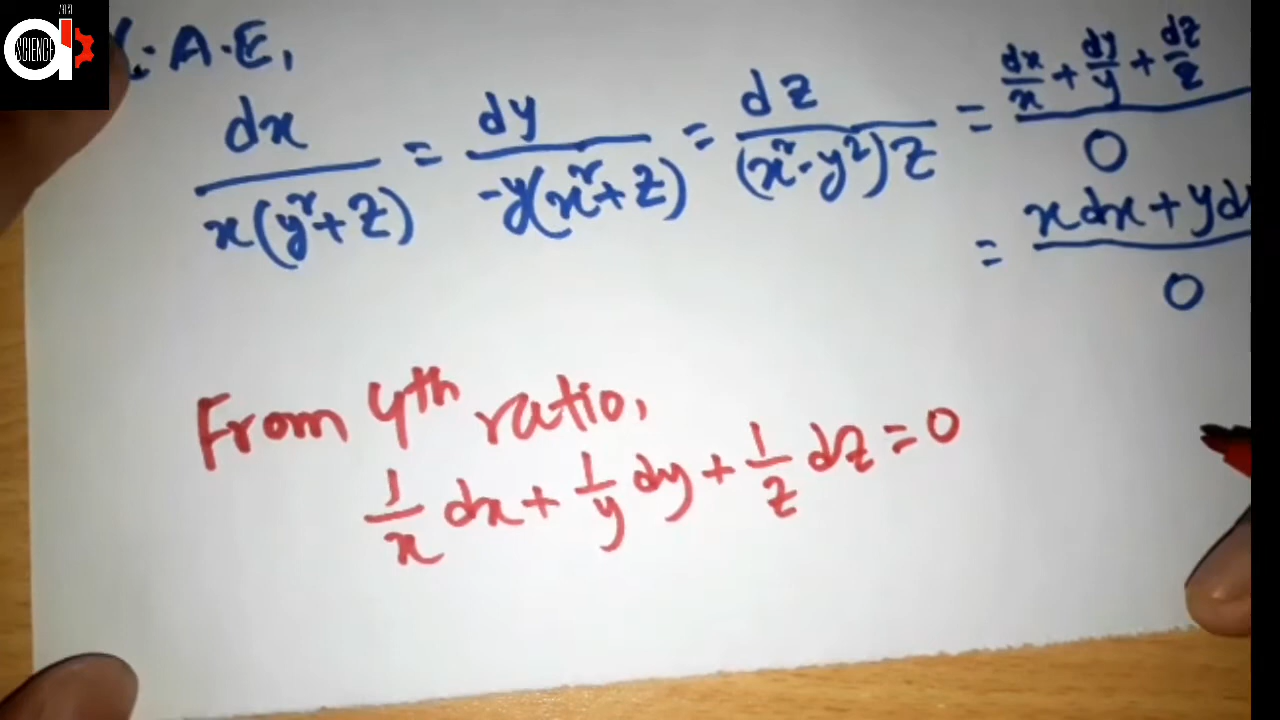 SCIENCE
A.E,
dx/x(y²+z) = dy/-y(x²+z) = dz/(x²-y²)z = dx/x + dy/y + dz/z / 0
= xdx+yd / 0
From 4th ratio,
1/x dx + 1/y dy + 1/z dz = 0